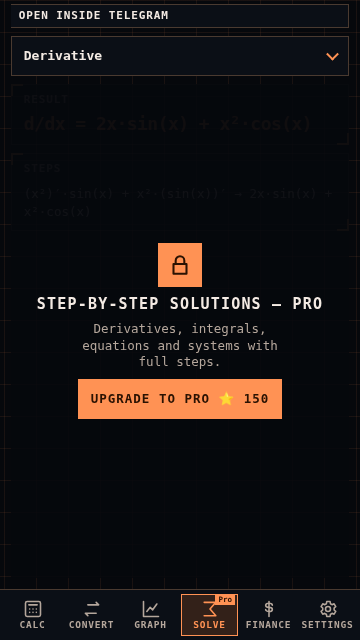 OPEN INSIDE TELEGRAM
Derivative
RESULT
d/dx = 2x·sin(x) + x²·cos(x)
STEPS
(x²)'·sin(x) + x²·(sin(x))' = 2x·sin(x) +
x²·cos(x)
STEP-BY-STEP SOLUTIONS — PRO
Derivatives, integrals,
equations and systems with
full steps.
UPGRADE TO PRO ⭐ 150
Pro
CALC CONVERT GRAPH SOLVE FINANCE SETTINGS